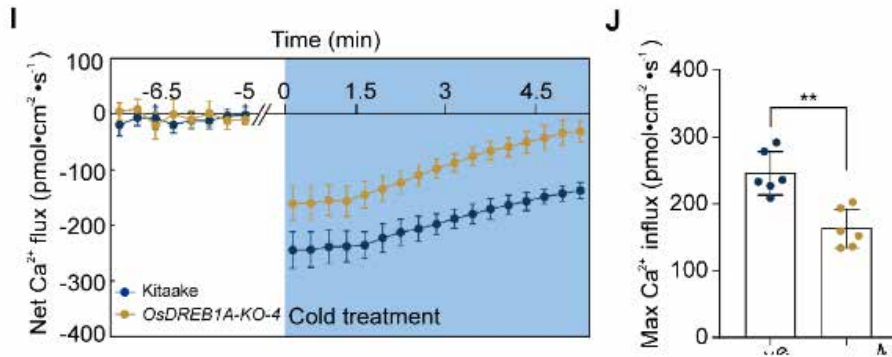 I
Time (min)
Net Ca²⁺ flux (pmol•cm⁻² •s⁻¹)
100
0
-100
-200
-300
-400
-6.5
-5
//
0
1.5
3
4.5
Kitaake
OsDREB1A-KO-4
Cold treatment
J
Max Ca²⁺ influx (pmol•cm⁻² •s⁻¹)
400
300
200
100
0
**